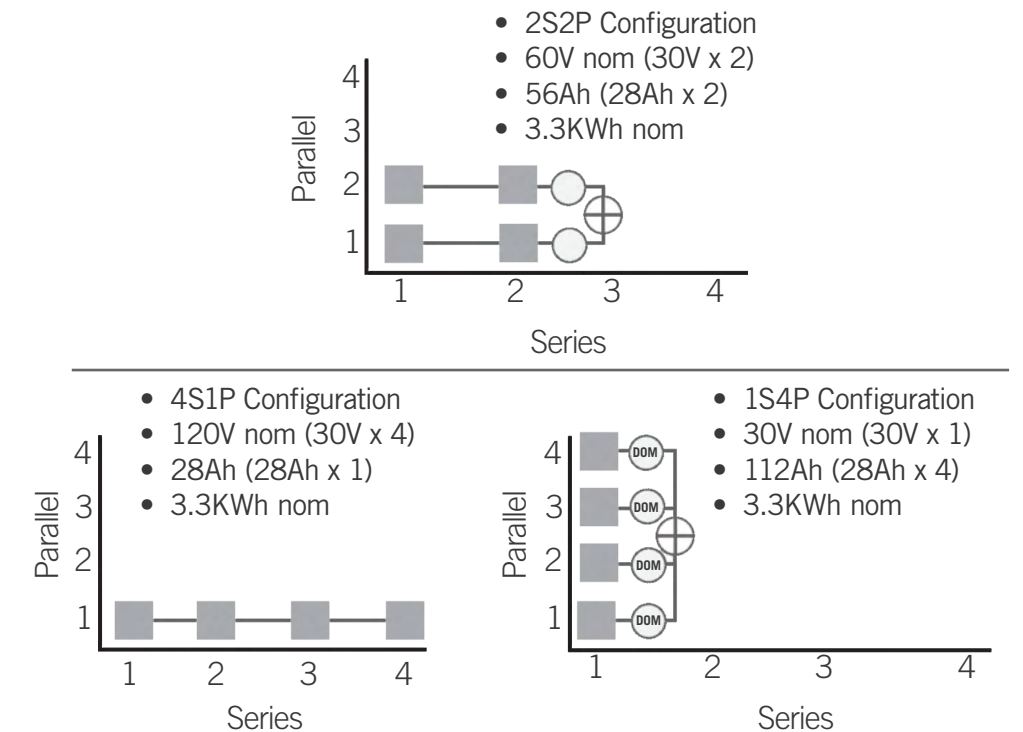 • 2S2P Configuration
• 60V nom (30V x 2)
• 56Ah (28Ah x 2)
• 3.3KWh nom
Parallel
4
3
2
1
1 2 3 4
Series
• 4S1P Configuration
• 120V nom (30V x 4)
• 28Ah (28Ah x 1)
• 3.3KWh nom
Parallel
4
3
2
1
1 2 3 4
Series
• 1S4P Configuration
• 30V nom (30V x 1)
• 112Ah (28Ah x 4)
• 3.3KWh nom
Parallel
4 DOM
3 DOM
2 DOM
1 DOM
1 2 3 4
Series